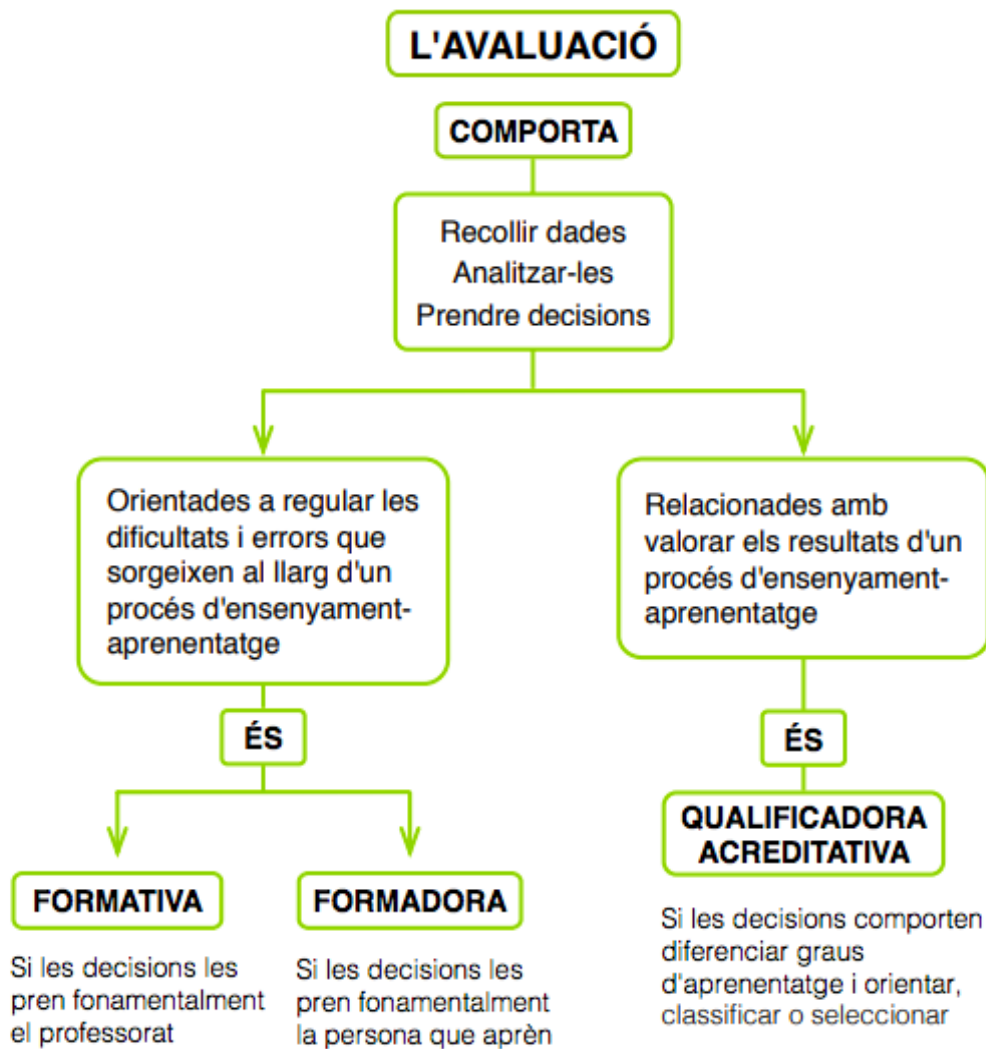 L'AVALUACIÓ
COMPORTA
Recollir dades
Analitzar-les
Prendre decisions
Orientades a regular les
dificultats i errors que
sorgeixen al llarg d'un
procés d'ensenyament-
aprenentatge
Relacionades amb
valorar els resultats d'un
procés d'ensenyament-
aprenentatge
ÉS
ÉS
FORMATIVA
Si les decisions les
pren fonamentalment
el professorat
FORMADORA
Si les decisions les
pren fonamentalment
la persona que aprèn
QUALIFICADORA
ACREDITATIVA
Si les decisions comporten
diferenciar graus
d'aprenentatge i orientar,
classificar o seleccionar